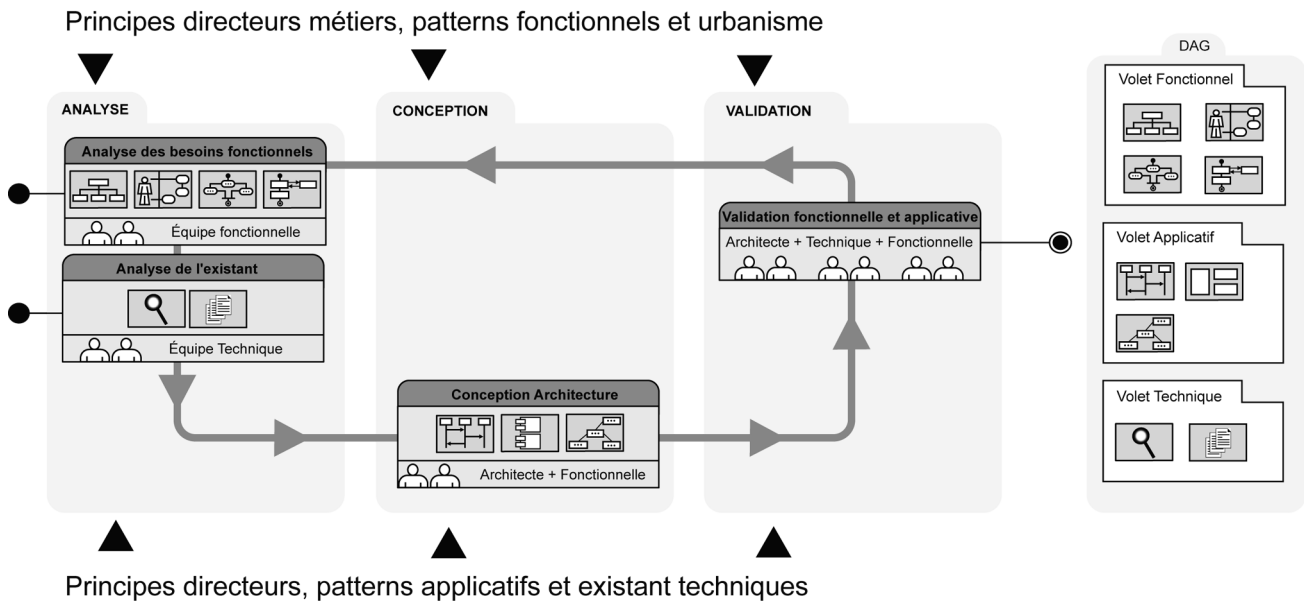 Principes directeurs métiers, patterns fonctionnels et urbanisme
ANALYSE
Analyse des besoins fonctionnels
Équipe fonctionnelle
Analyse de l'existant
Équipe Technique
CONCEPTION
Conception Architecture
Architecte + Fonctionnelle
VALIDATION
Validation fonctionnelle et applicative
Architecte + Technique + Fonctionnelle
DAG
Volet Fonctionnel
Volet Applicatif
Volet Technique
Principes directeurs, patterns applicatifs et existant techniques